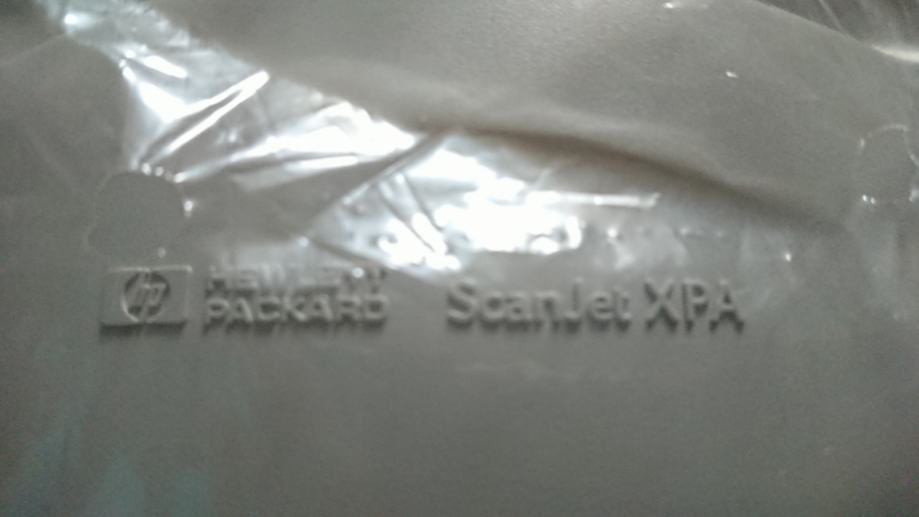 hp HEWLETT
PACKARD
ScanJet XPA